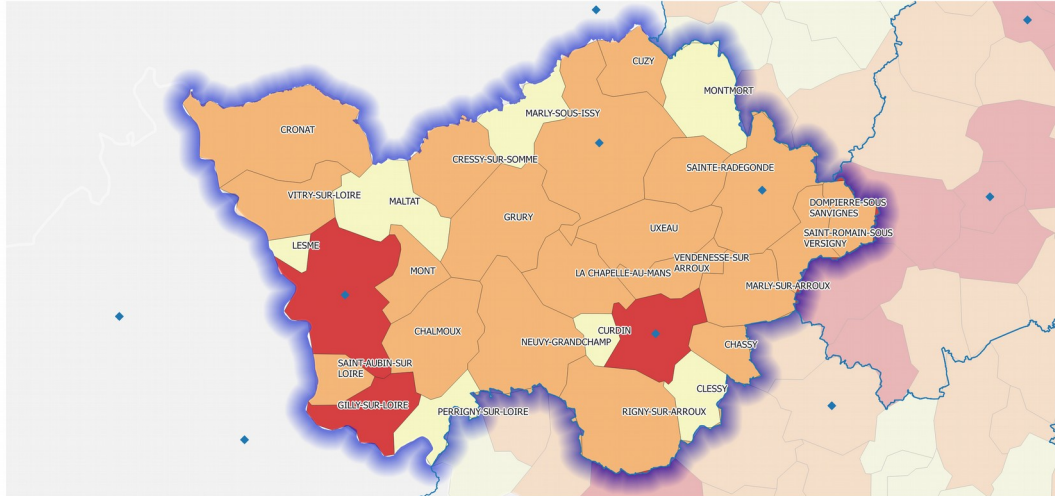 CUZY
MONTMORT
MARLY-SOUS-ISSY
CRONAT
CRESSY-SUR-SOMME
SAINTE-RADEGONDE
VITRY-SUR-LOIRE
MALTAT
DOMPIERRE-SOUS
SANVIGNES
GRURY
UXEAU
SAINT-ROMAIN-SOUS
VERSIGNY
LESME
VENDENESSE-SUR
ARROUX
MONT
LA CHAPELLE-AU-MANS
MARLY-SUR-ARROUX
CHALMOUX
CURDIN
NEUVY-GRANDCHAMP
CHASSY
SAINT-AUBIN-SUR
LOIRE
CLESSY
GILLY-SUR-LOIRE
PERRIGNY-SUR-LOIRE
RIGNY-SUR-ARROUX